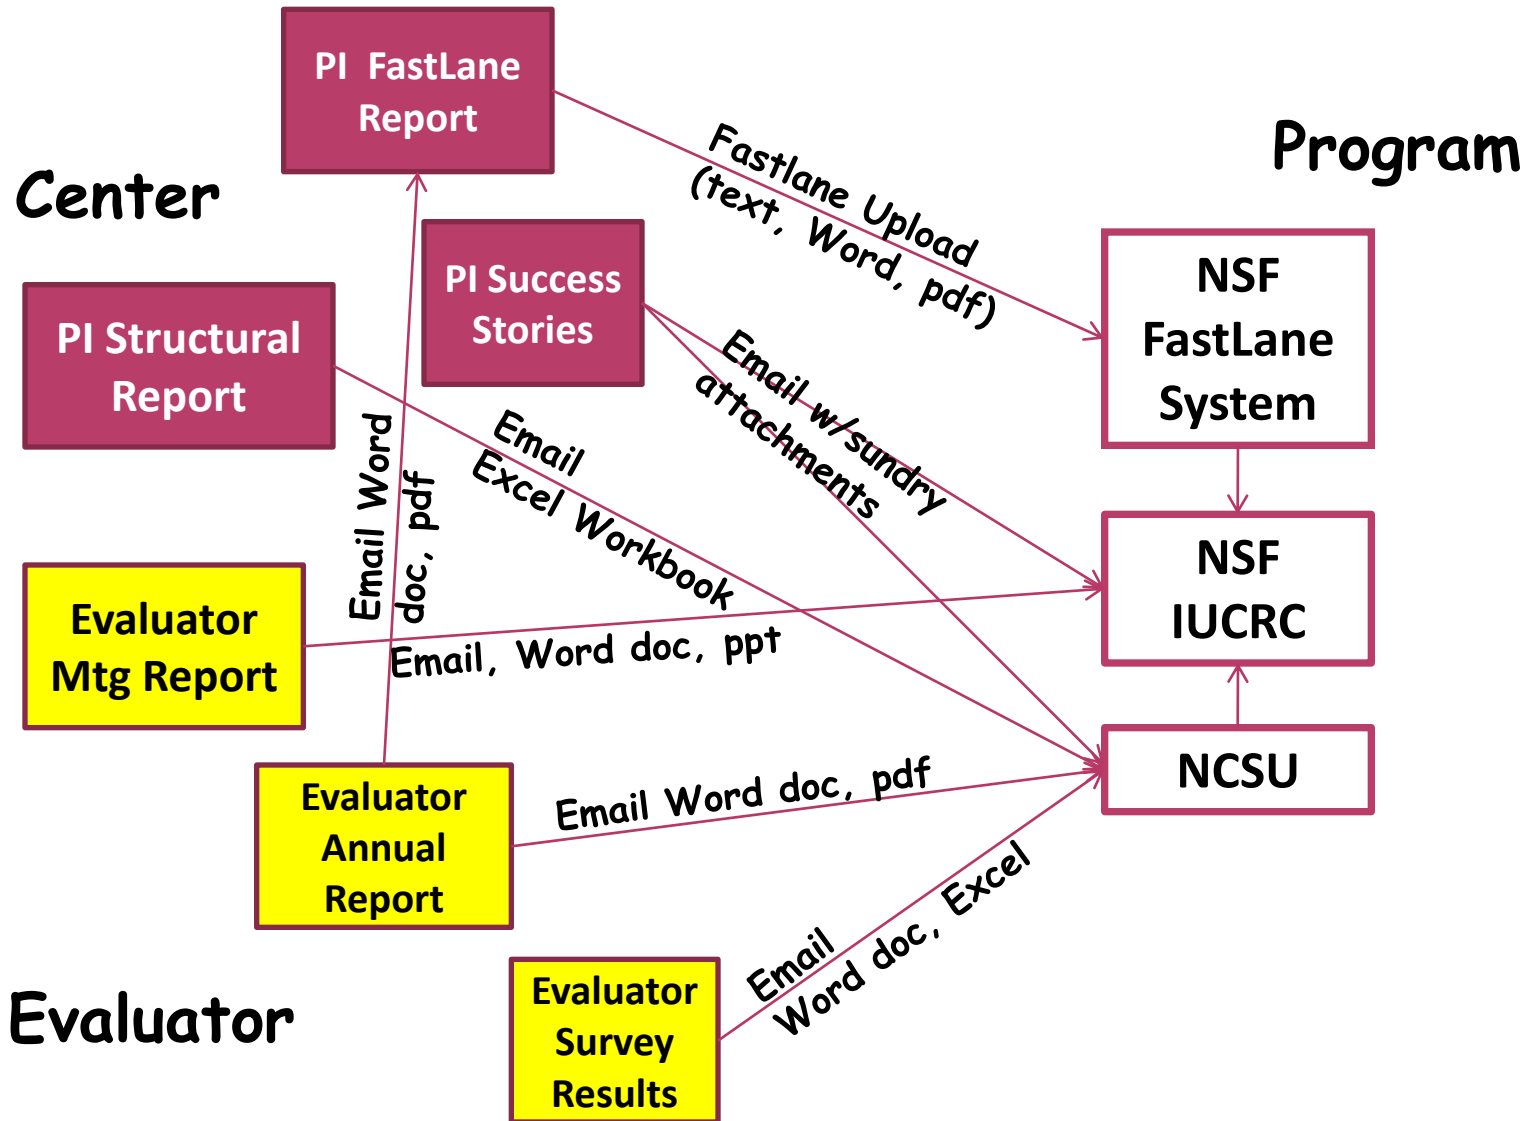 PI  FastLane
Report
Program
Center
Fastlane Upload
(text, Word, pdf)
PI Success
Stories
NSF
FastLane
System
PI Structural
Report
Email w/sundry
attachments
Email Word
doc, pdf
Email
Excel Workbook
NSF
IUCRC
Evaluator
Mtg Report
Email, Word doc, ppt
NCSU
Evaluator
Annual
Report
Email Word doc, pdf
Email
Word doc, Excel
Evaluator
Evaluator
Survey
Results